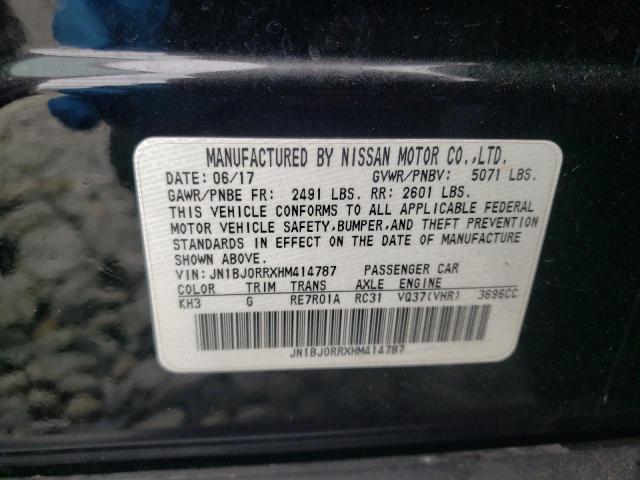 MANUFACTURED BY NISSAN MOTOR CO.,LTD.
DATE: 06/17 GVWR/PNBV: 5071 LBS.
GAWR/PNBE FR: 2491 LBS. RR: 2601 LBS.
THIS VEHICLE CONFORMS TO ALL APPLICABLE FEDERAL
MOTOR VEHICLE SAFETY,BUMPER,AND THEFT PREVENTION
STANDARDS IN EFFECT ON THE DATE OF MANUFACTURE
SHOWN ABOVE.
VIN: JN1BJ0RRXHM414787 PASSENGER CAR
COLOR TRIM TRANS AXLE ENGINE
KH3 G RE7R01A RC31 VQ37(VHR) 3696CC
JN1BJ0RRXHM414787